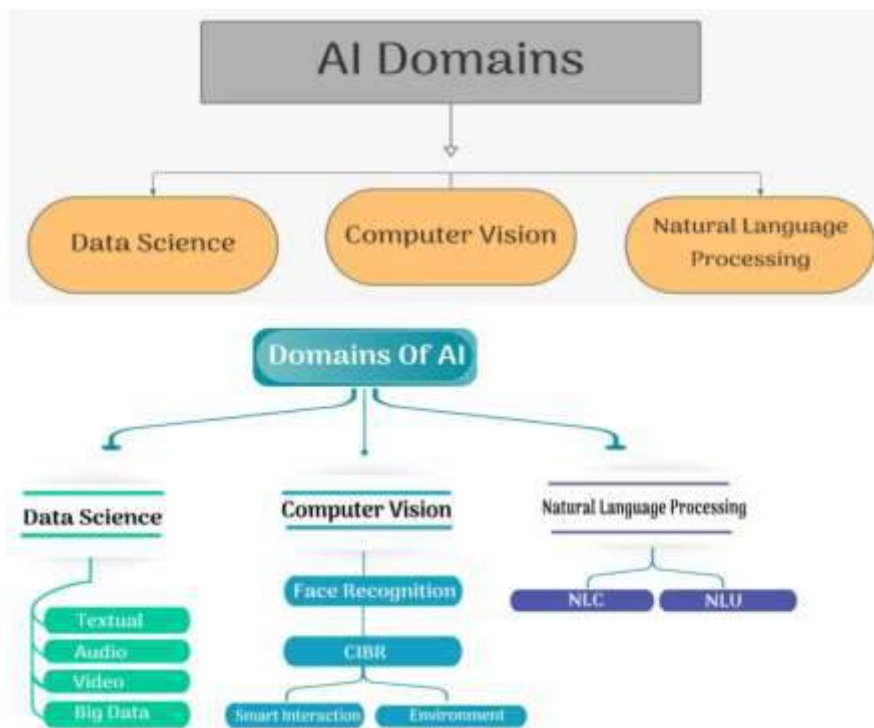 AI Domains
Data Science
Computer Vision
Natural Language
Processing
Domains Of AI
Data Science
Computer Vision
Natural Language Processing
Face Recognition
NLC
NLU
Textual
CIBR
Audio
Video
Big Data
Smart Interaction
Environment